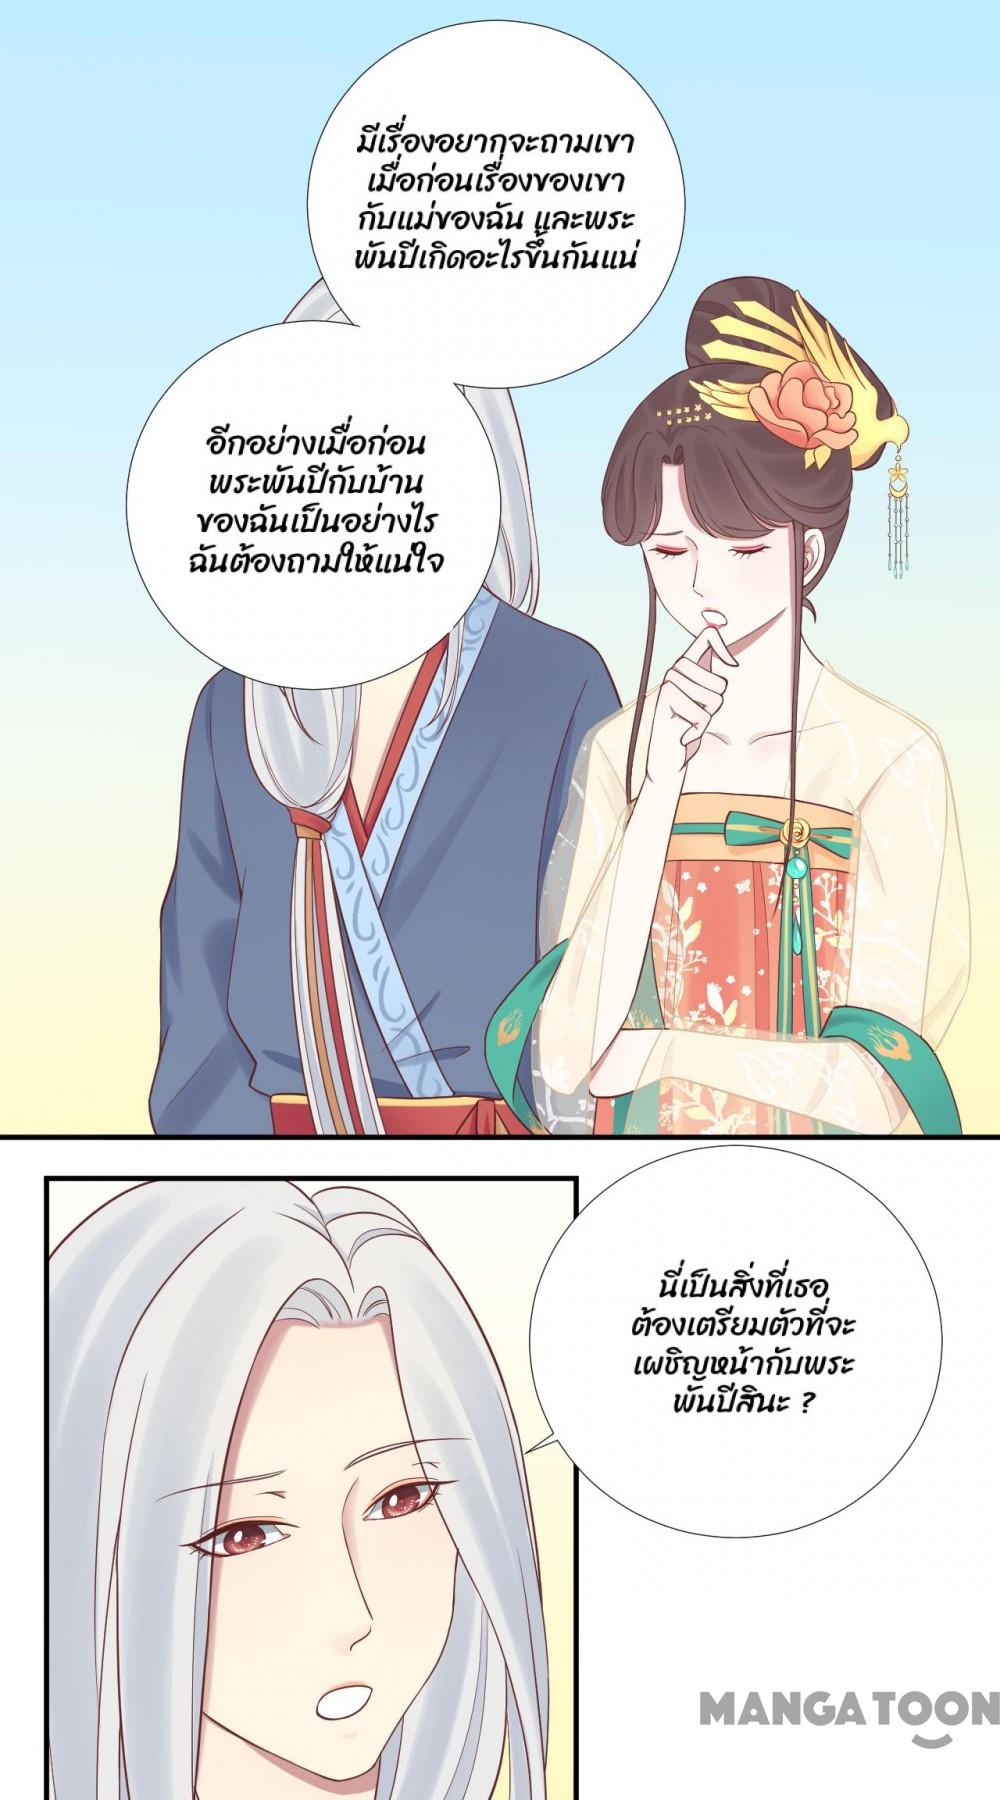 มีเรื่องอยากจะถามเขา
เมื่อก่อนเรื่องของเขา
กับแม่ของฉัน และพระ
พันปีเกิดอะไรขึ้นกันแน่
อีกอย่างเมื่อก่อน
พระพันปีกับบ้าน
ของฉันเป็นอย่างไร
ฉันต้องถามให้แน่ใจ
นี่เป็นสิ่งที่เธอ
ต้องเตรียมตัวที่จะ
เผชิญหน้ากับพระ
พันปีสินะ ?
MANGATOON